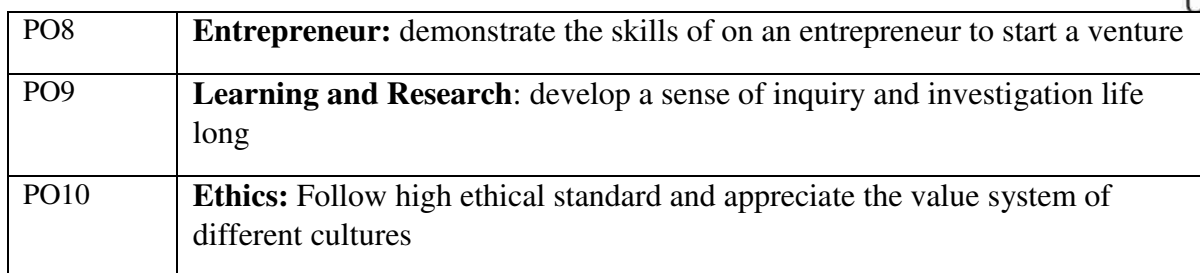 PO8 Entrepreneur: demonstrate the skills of on an entrepreneur to start a venture
PO9 Learning and Research: develop a sense of inquiry and investigation life
long
PO10 Ethics: Follow high ethical standard and appreciate the value system of
different cultures